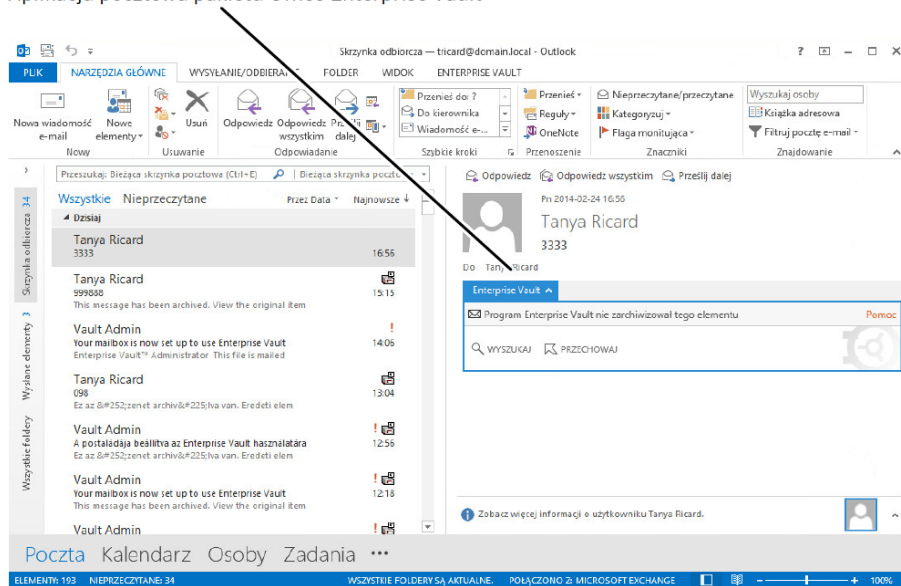 Aplikacja pocztowa pakietu Office Enterprise Vault
Skrzynka odbiorcza — tricard@domain.local - Outlook
PLIK NARZĘDZIA GŁÓWNE WYSYŁANIE/ODBIERANIE FOLDER WIDOK ENTERPRISE VAULT
Nowa wiadomość e-mail
Nowe elementy
Usuń
Odpowiedz
Odpowiedz wszystkim
Prześlij dalej
Przenieś do: ?
Do kierownika
Wiadomość e-...
Przenieś
Reguły
OneNote
Nieprzeczytane/przeczytane
Kategoryzuj
Flaga monitująca
Wyszukaj osoby
Książka adresowa
Filtruj pocztę e-mail
Nowy Usuwanie Odpowiadanie Szybkie kroki Przenoszenie Znaczniki Znajdowanie
Skrzynka odbiorcza 34
Wysłane elementy 3
Wszystkie foldery
Przeszukaj: Bieżąca skrzynka pocztowa (Ctrl+E) Bieżąca skrzynka poczto
Wszystkie Nieprzeczytane Przez Data Najnowsze
Dzisiaj
Tanya Ricard
3333 16:56
Tanya Ricard
999888 15:15
This message has been archived. View the original item
Vault Admin !
Your mailbox is now set up to use Enterprise Vault 14:06
Enterprise Vault™ Administrator This file is mailed
Tanya Ricard
098 13:04
Ez az &#252;zenet archiv&#225;lva van. Eredeti elem
Vault Admin !
A postaládája beállítva az Enterprise Vault használatára 12:56
Ez az &#252;zenet archiv&#225;lva van. Eredeti elem
Vault Admin !
Your mailbox is now set up to use Enterprise Vault 12:18
This message has been archived. View the original item
Vault Admin !
Odpowiedz Odpowiedz wszystkim Prześlij dalej
Pn 2014-02-24 16:56
Tanya Ricard
3333
Do Tanya Ricard
Enterprise Vault
Program Enterprise Vault nie zarchiwizował tego elementu Pomoc
WYSZUKAJ PRZECHOWAJ
Zobacz więcej informacji o użytkowniku Tanya Ricard.
Poczta Kalendarz Osoby Zadania •••
ELEMENTY: 193 NIEPRZECZYTANE: 34 WSZYSTKIE FOLDERY SĄ AKTUALNE. POŁĄCZONO Z: MICROSOFT EXCHANGE 100%